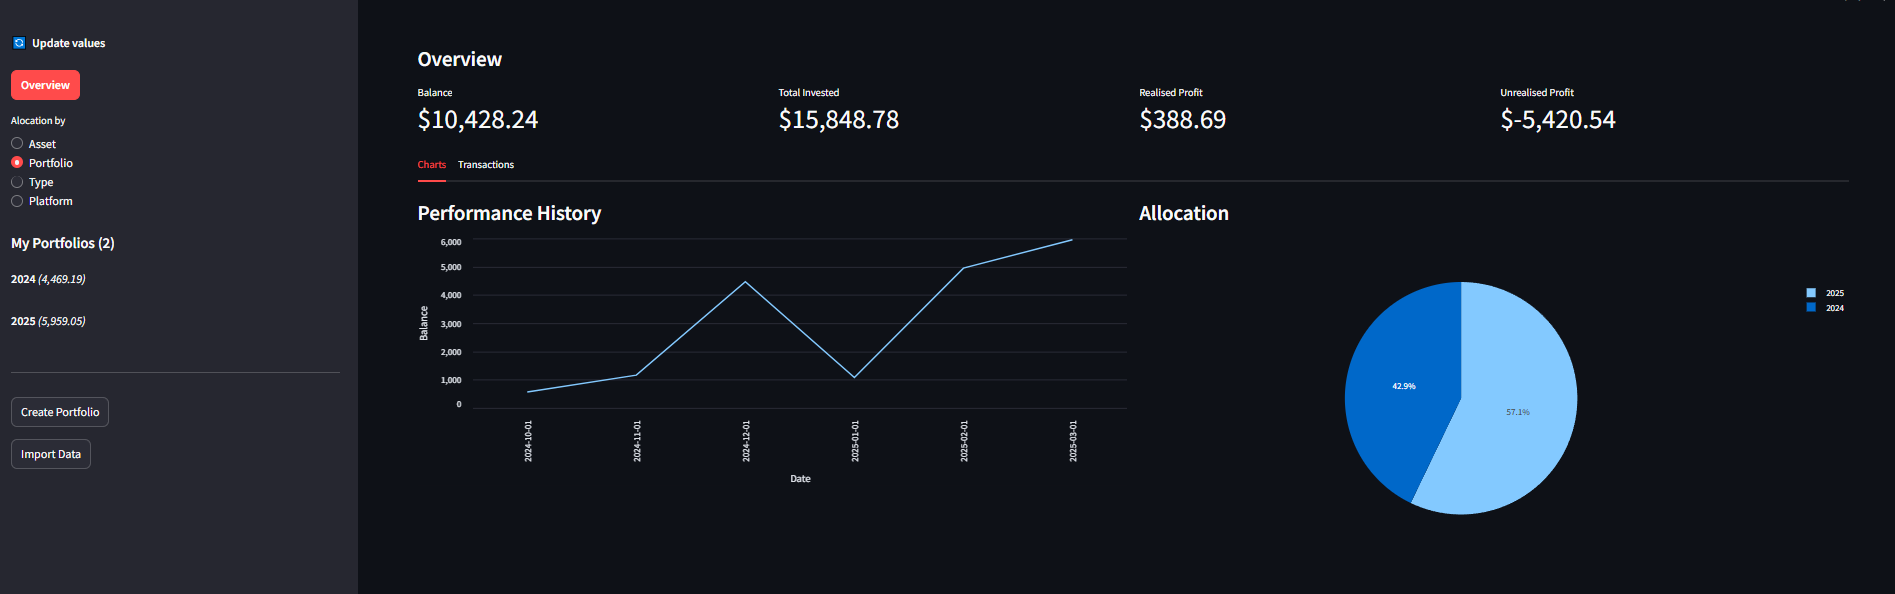 Update values
Overview
Alocation by
Asset
Portfolio
Type
Platform
My Portfolios (2)
2024 (4,469.19)
2025 (5,959.05)
Create Portfolio
Import Data
Overview
Balance
$10,428.24
Total Invested
$15,848.78
Realised Profit
$388.69
Unrealised Profit
$-5,420.54
Charts
Transactions
Performance History
6,000
5,000
4,000
3,000
2,000
1,000
0
Balance
2024-10-01
2024-11-01
2024-12-01
2025-01-01
2025-02-01
2025-03-01
Date
Allocation
42.9%
57.1%
2025
2024